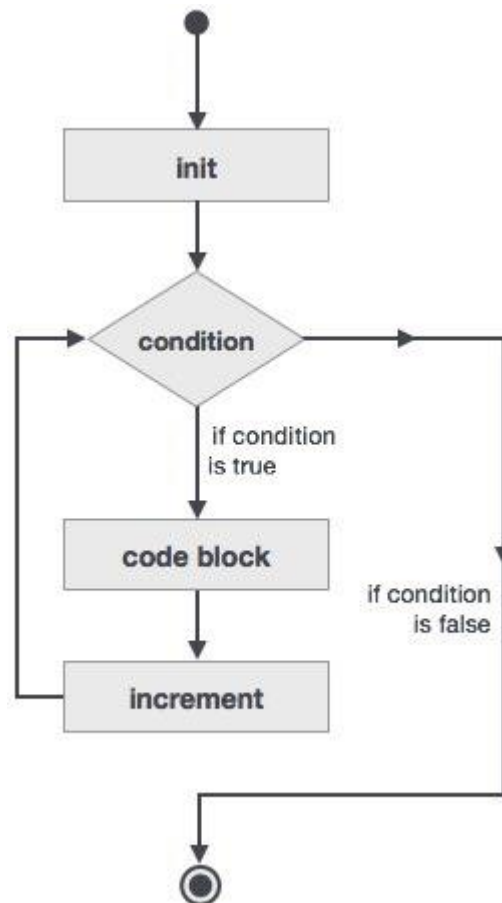 init
condition
if condition
is true
code block
if condition
is false
increment